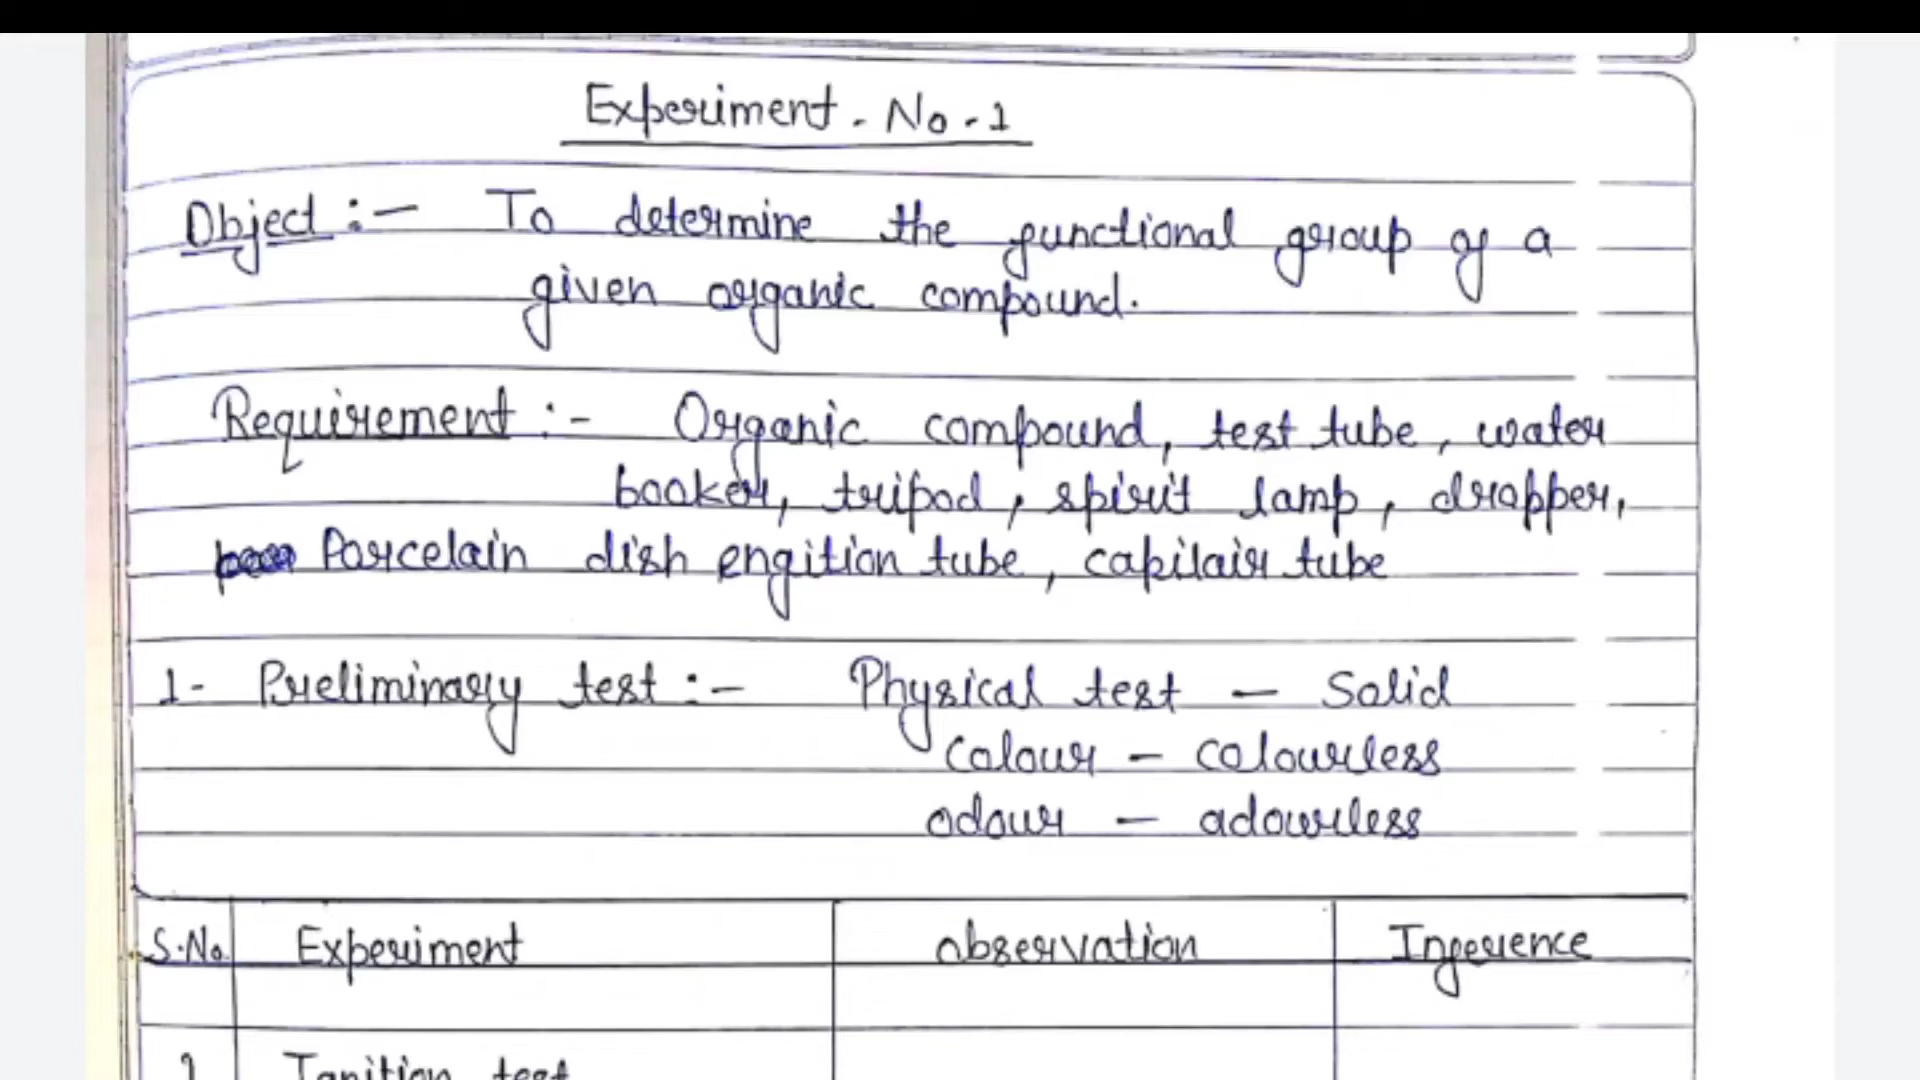 Experiment - No - 1
Object :- To determine the functional group of a
given organic compound.
Requirement :- Organic compound, test tube, water
booker, tripod, spirit lamp, dropper,
Porcelain dish engition tube, capilair tube
1- Preliminary test :- Physical test - Solid
Colour - colourless
odour - adourless
S.No. Experiment observation Inference
1 Ignition test